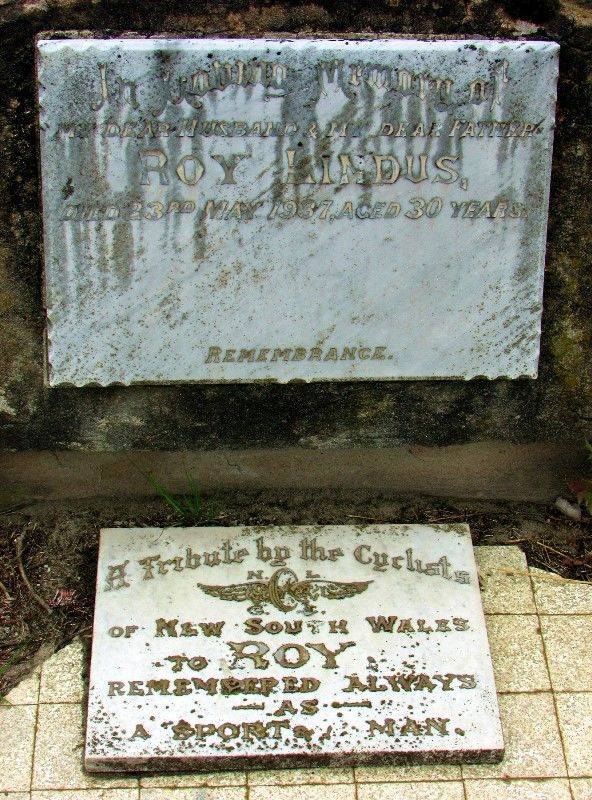 In Loving Memory of
MY DEAR HUSBAND & MY DEAR FATHER
ROY LINDUS,
DIED 23RD MAY 1937, AGED 30 YEARS.
REMEMBRANCE.
A Tribute by the Cyclists
N. L.
C. U.
OF NEW SOUTH WALES
TO ROY
REMEMBERED ALWAYS
— AS —
A SPORTS MAN.